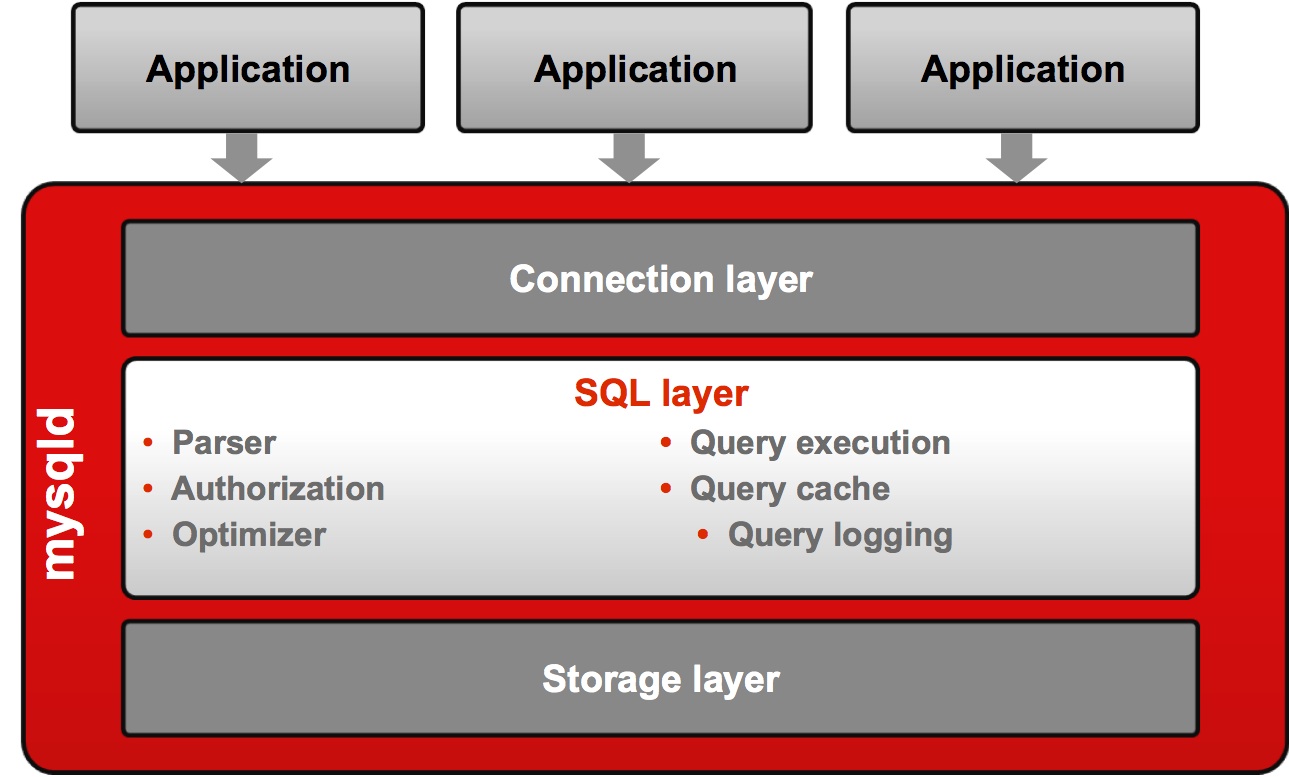 Application
Application
Application
mysqld
Connection layer
SQL layer
• Parser
• Authorization
• Optimizer
• Query execution
• Query cache
• Query logging
Storage layer